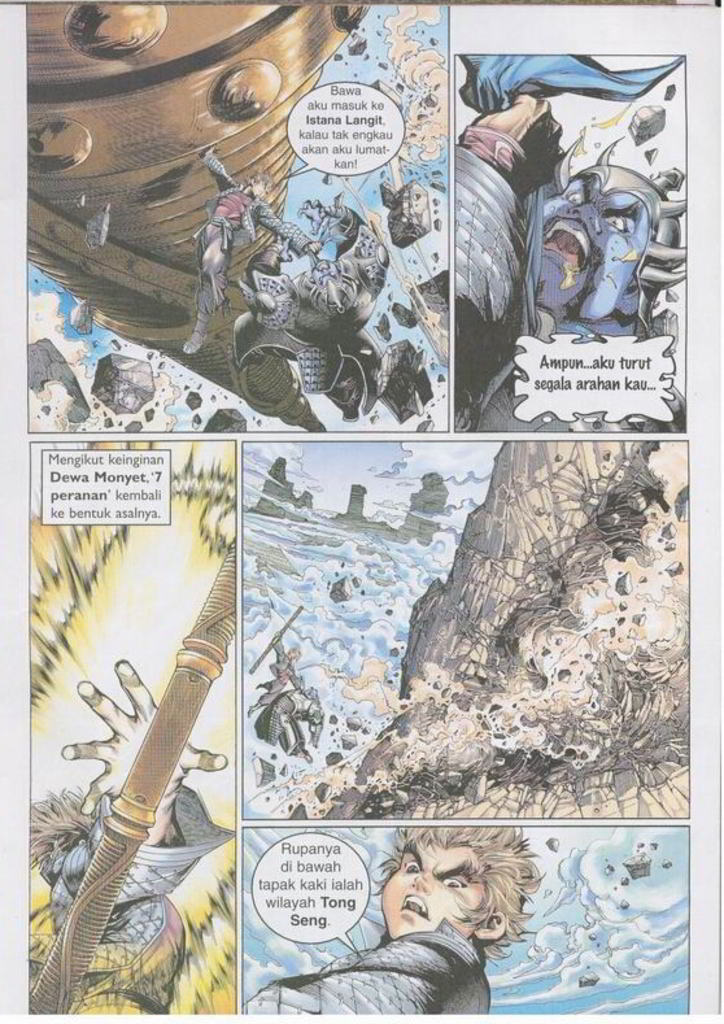 Bawa
aku masuk ke
Istana Langit,
kalau tak engkau
akan aku lumat-
kan!
Ampun...aku turut
segala arahan kau...
Mengikut keinginan
Dewa Monyet,'7
peranan' kembali
ke bentuk asalnya.
Rupanya
di bawah
tapak kaki ialah
wilayah Tong
Seng.